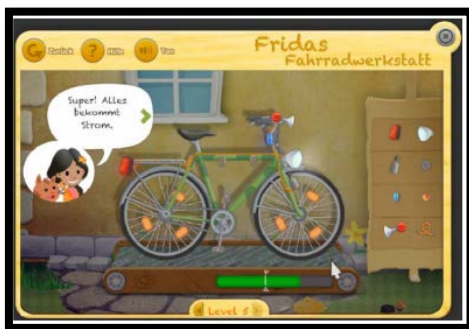 Zurück
Hilfe
Ton
Fridas
Fahrradwerkstatt
Super! Alles
bekommt
Strom.
Level 5